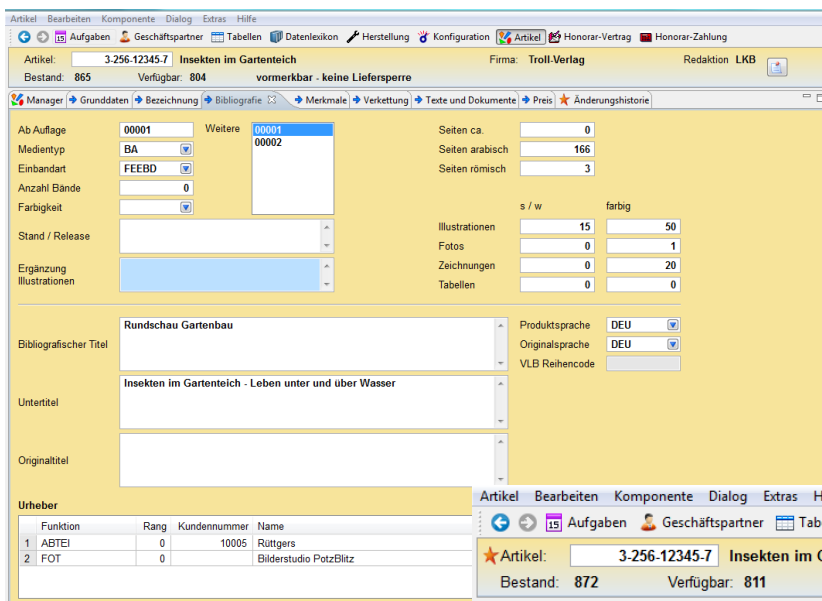 Artikel Bearbeiten Komponente Dialog Extras Hilfe
15 Aufgaben Geschäftspartner Tabellen Datenlexikon Herstellung Konfiguration Artikel Honorar-Vertrag Honorar-Zahlung
Artikel: 3-256-12345-7 Insekten im Gartenteich Firma: Troll-Verlag Redaktion LKB
Bestand: 865 Verfügbar: 804 vormerkbar - keine Liefersperre
Manager Grunddaten Bezeichnung Bibliografie Merkmale Verkettung Texte und Dokumente Preis Änderungshistorie
Ab Auflage 00001 Weitere 00001 Seiten ca. 0
00002
Medientyp BA Seiten arabisch 166
Einbandart FEEBD Seiten römisch 3
Anzahl Bände 0
Farbigkeit s / w farbig
Stand / Release Illustrationen 15 50
Fotos 0 1
Ergänzung Zeichnungen 0 20
Illustrationen
Tabellen 0 0
Bibliografischer Titel Rundschau Gartenbau Produktsprache DEU
Originalsprache DEU
VLB Reihencode
Untertitel Insekten im Gartenteich - Leben unter und über Wasser
Originaltitel
Urheber
Funktion Rang Kundennummer Name
1 ABTEI 0 10005 Rüttgers
2 FOT 0 Bilderstudio PotzBlitz
Artikel Bearbeiten Komponente Dialog Extras H
15 Aufgaben Geschäftspartner Tab
Artikel: 3-256-12345-7 Insekten im G
Bestand: 872 Verfügbar: 811